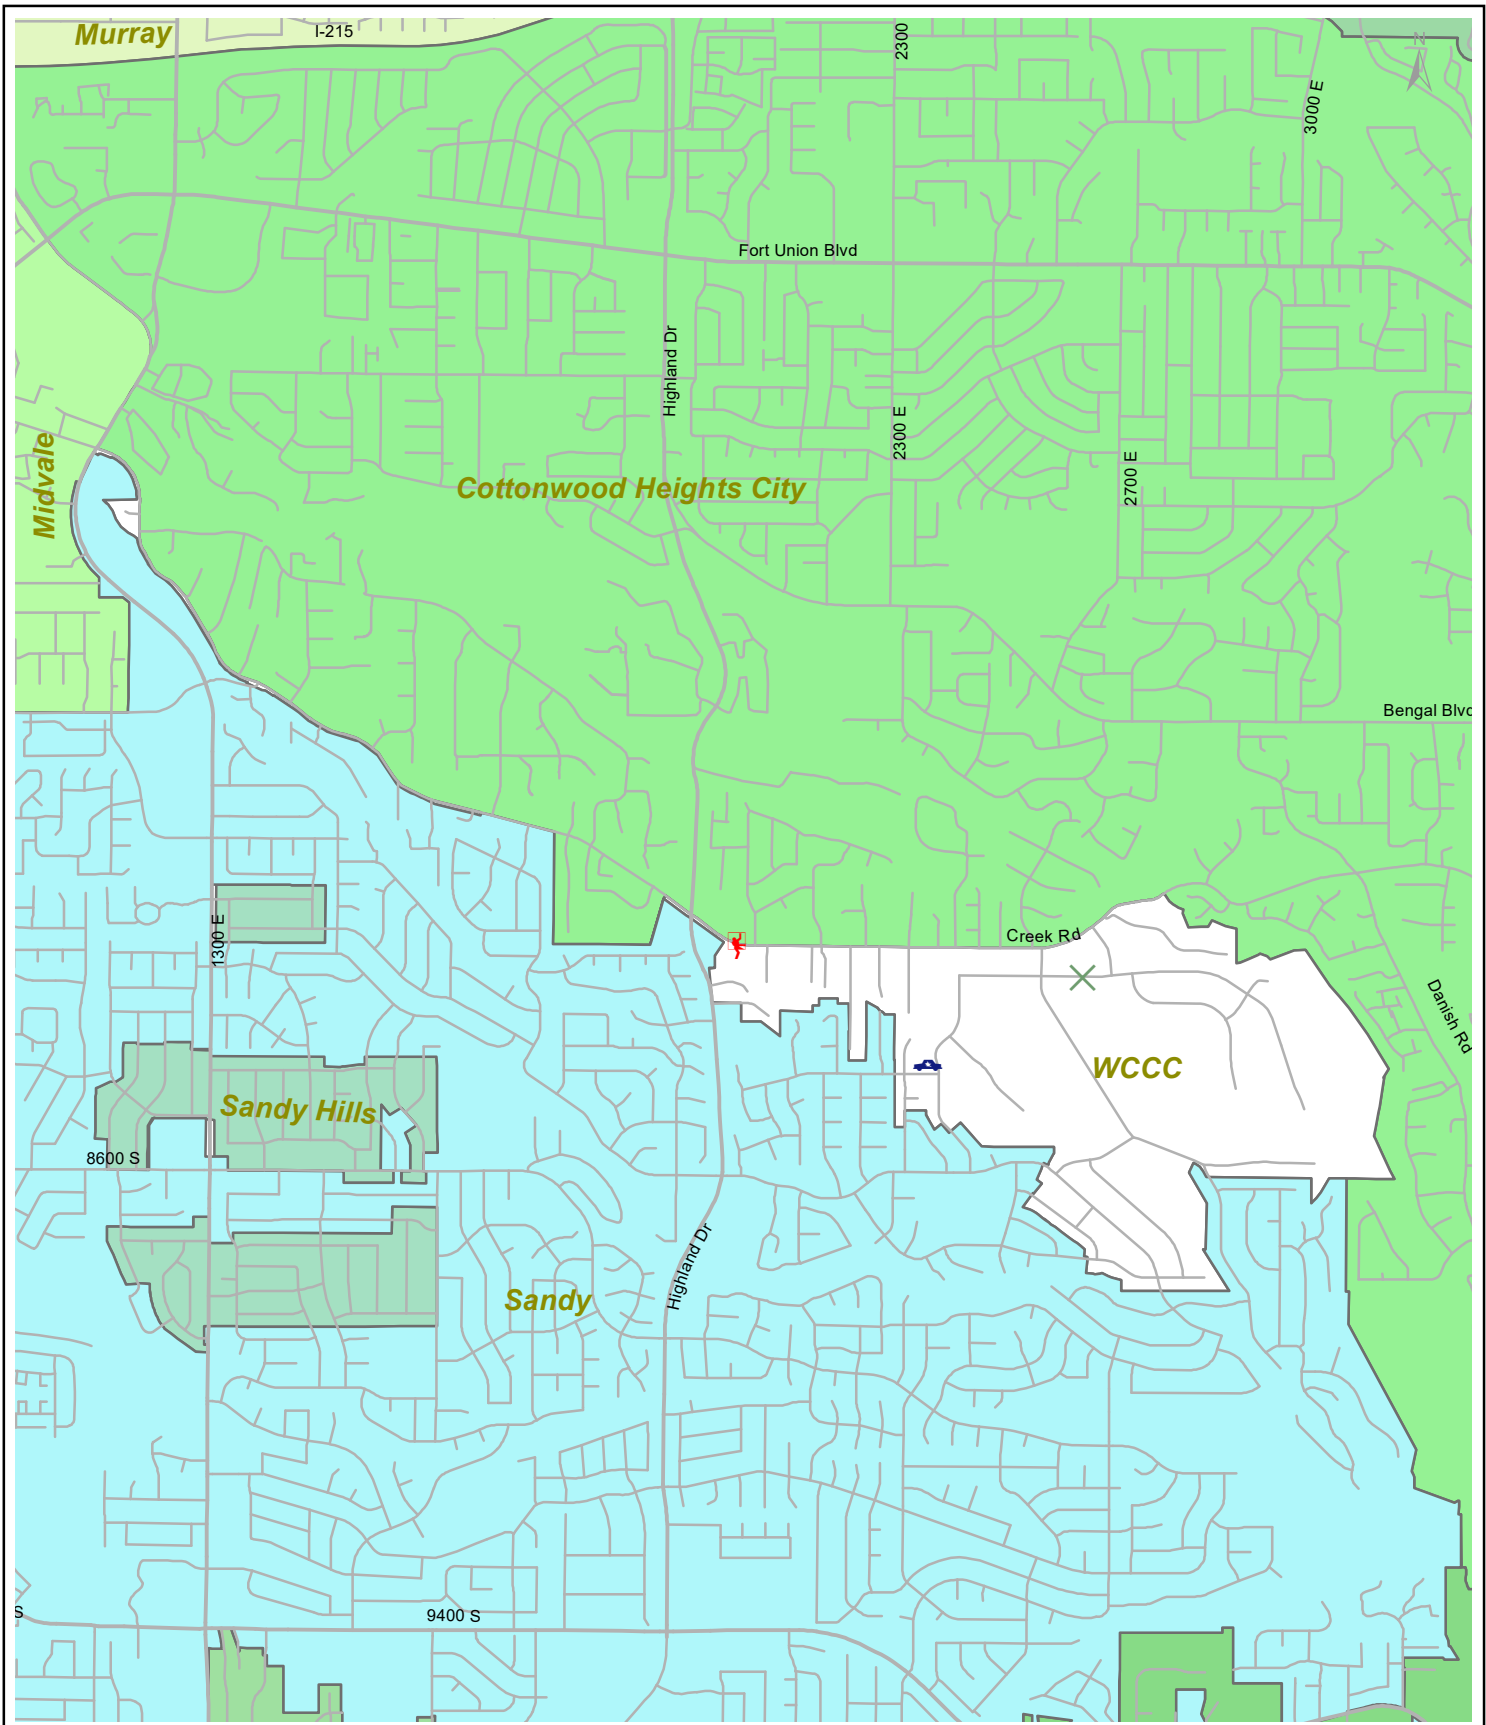 Murray
I-215
2300
N
3000 E
Fort Union Blvd
Highland Dr
2300 E
Midvale
2700 E
Cottonwood Heights City
Bengal Blvd
1300 E
Creek Rd
Danish Rd
WCCC
Sandy Hills
8600 S
Highland Dr
Sandy
9400 S
S